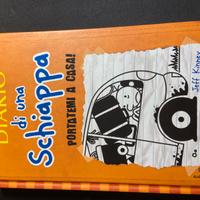 DIARIO
di una
Schiappa
PORTATEMI A CASA!
Jeff Kinney